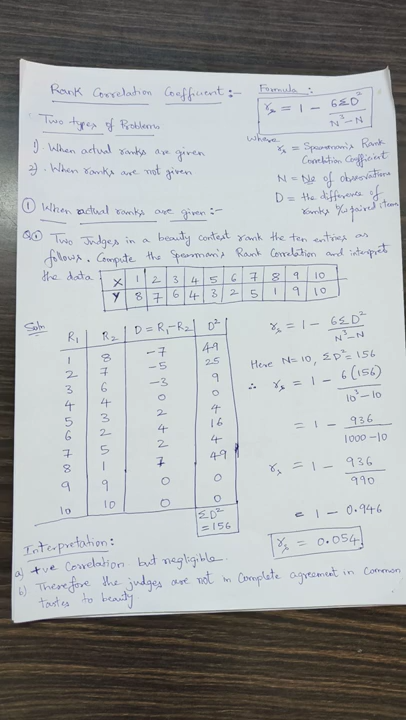 Rank Correlation Coefficient:-
Formula :
rₛ = 1 - 6ΣD² / N³-N
Two types of Problems
1) When actual ranks are given
2) When ranks are not given
Where
rₛ = Spearman's Rank
Correlation Coefficient
N = No of observations
D = the difference of
ranks b/w paired items
① When actual ranks are given :-
Q① Two Judges in a beauty contest rank the ten entries as
follows. Compute the Spearman's Rank Correlation and interpret
the data
X 1 2 3 4 5 6 7 8 9 10
Y 8 7 6 4 3 2 5 1 9 10
Soln
R₁ R₂ D = R₁-R₂ D²
1 8 -7 49
2 7 -5 25
3 6 -3 9
4 4 0 0
5 3 2 4
6 2 4 16
7 5 2 4
8 1 7 49
9 9 0 0
10 10 0 0
ΣD²
= 156
rₛ = 1 - 6ΣD² / N³-N
Here N=10, ΣD² = 156
∴ rₛ = 1 - 6(156) / 10³-10
= 1 - 936 / 1000-10
rₛ = 1 - 936 / 990
= 1 - 0.946
rₛ = 0.054
Interpretation:
a) +ve Correlation but negligible.
b) Therefore the judges are not in Complete agreement in common
tastes to beauty